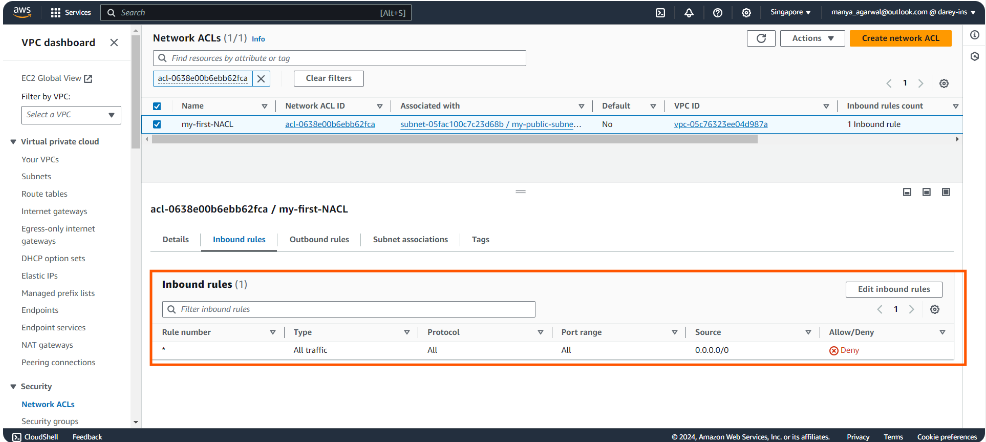 aws Services Search [Alt+S] Singapore manya_agarwal@outlook.com @ darey-ins
VPC dashboard
EC2 Global View
Filter by VPC:
Select a VPC
Virtual private cloud
Your VPCs
Subnets
Route tables
Internet gateways
Egress-only internet
gateways
DHCP option sets
Elastic IPs
Managed prefix lists
Endpoints
Endpoint services
NAT gateways
Peering connections
Security
Network ACLs
Security groups
Network ACLs (1/1) Info
Actions
Create network ACL
Find resources by attribute or tag
acl-0638e00b6ebb62fca
Clear filters
1
Name Network ACL ID Associated with Default VPC ID Inbound rules count
my-first-NACL acl-0638e00b6ebb62fca subnet-05fac100c7c23d68b / my-public-subne... No vpc-05c76323ee04d987a 1 Inbound rule
acl-0638e00b6ebb62fca / my-first-NACL
Details Inbound rules Outbound rules Subnet associations Tags
Inbound rules (1)
Edit inbound rules
Filter inbound rules
1
Rule number Type Protocol Port range Source Allow/Deny
* All traffic All All 0.0.0.0/0 Deny
CloudShell Feedback © 2024, Amazon Web Services, Inc. or its affiliates. Privacy Terms Cookie preferences